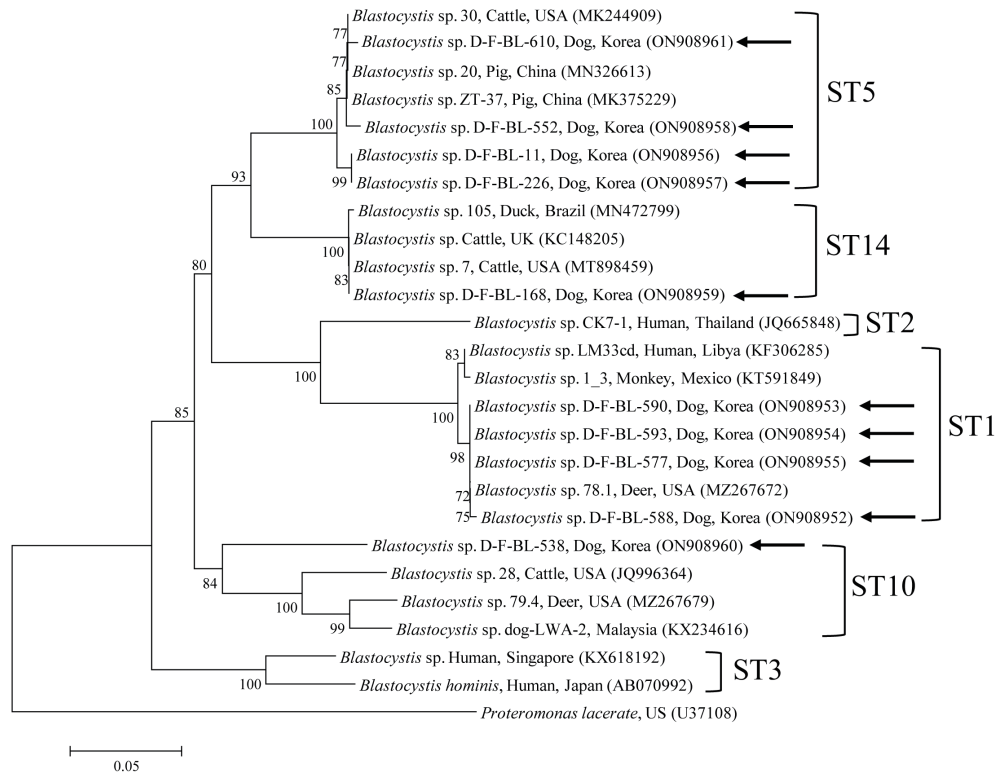 Blastocystis sp. 30, Cattle, USA (MK244909)
77
Blastocystis sp. D-F-BL-610, Dog, Korea (ON908961)
77
Blastocystis sp. 20, Pig, China (MN326613)
85
ST5
Blastocystis sp. ZT-37, Pig, China (MK375229)
100
Blastocystis sp. D-F-BL-552, Dog, Korea (ON908958)
Blastocystis sp. D-F-BL-11, Dog, Korea (ON908956)
93
99
Blastocystis sp. D-F-BL-226, Dog, Korea (ON908957)
Blastocystis sp. 105, Duck, Brazil (MN472799)
Blastocystis sp. Cattle, UK (KC148205)
ST14
100
80
Blastocystis sp. 7, Cattle, USA (MT898459)
83
Blastocystis sp. D-F-BL-168, Dog, Korea (ON908959)
Blastocystis sp. CK7-1, Human, Thailand (JQ665848)
ST2
Blastocystis sp. LM33cd, Human, Libya (KF306285)
83
100
Blastocystis sp. 1_3, Monkey, Mexico (KT591849)
Blastocystis sp. D-F-BL-590, Dog, Korea (ON908953)
85
100
ST1
Blastocystis sp. D-F-BL-593, Dog, Korea (ON908954)
98
Blastocystis sp. D-F-BL-577, Dog, Korea (ON908955)
Blastocystis sp. 78.1, Deer, USA (MZ267672)
72
75
Blastocystis sp. D-F-BL-588, Dog, Korea (ON908952)
Blastocystis sp. D-F-BL-538, Dog, Korea (ON908960)
84
Blastocystis sp. 28, Cattle, USA (JQ996364)
ST10
100
Blastocystis sp. 79.4, Deer, USA (MZ267679)
99
Blastocystis sp. dog-LWA-2, Malaysia (KX234616)
Blastocystis sp. Human, Singapore (KX618192)
ST3
100
Blastocystis hominis, Human, Japan (AB070992)
Proteromonas lacerate, US (U37108)
0.05